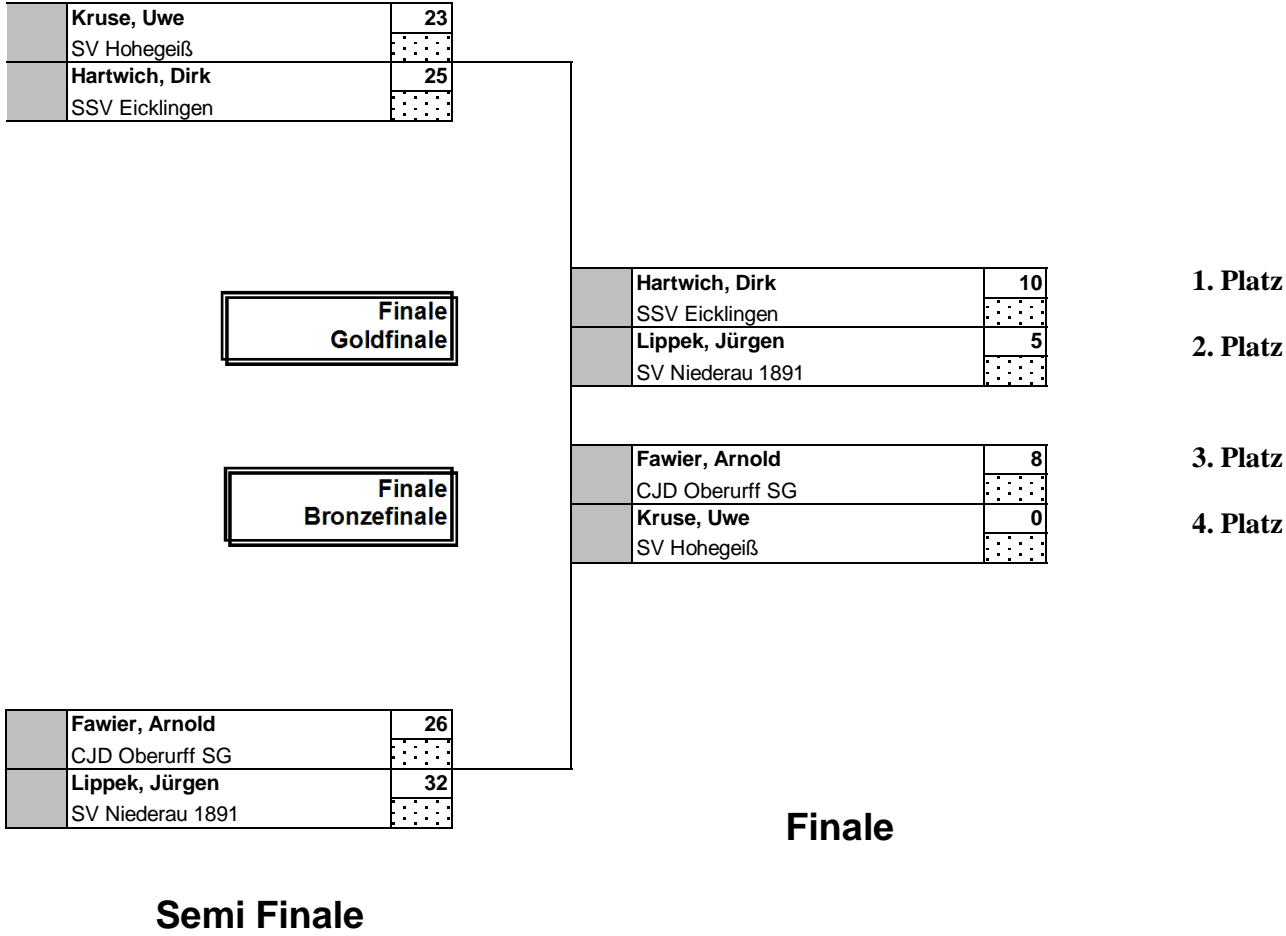 Kruse, Uwe 23
SV Hohegeiß
Hartwich, Dirk 25
SSV Eicklingen
Finale
Goldfinale
Hartwich, Dirk 10 1. Platz
SSV Eicklingen
Lippek, Jürgen 5 2. Platz
SV Niederau 1891
Finale
Bronzefinale
Fawier, Arnold 8 3. Platz
CJD Oberurff SG
Kruse, Uwe 0 4. Platz
SV Hohegeiß
Fawier, Arnold 26
CJD Oberurff SG
Lippek, Jürgen 32
SV Niederau 1891
Finale
Semi Finale